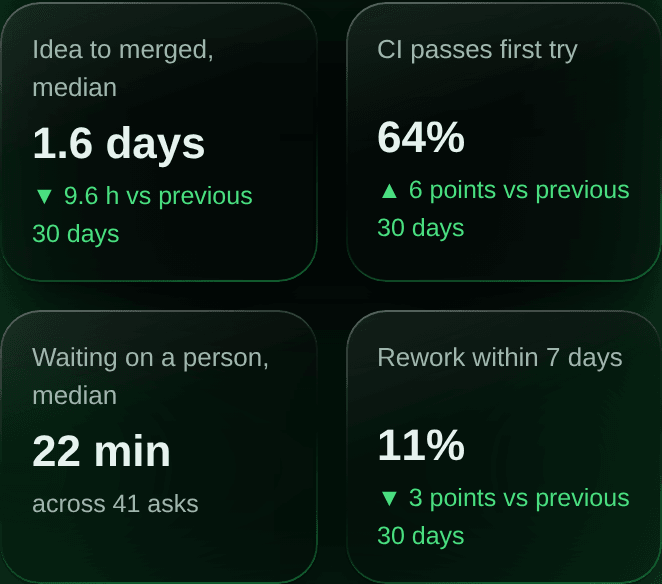 Idea to merged,
median
1.6 days
▼ 9.6 h vs previous
30 days
CI passes first try
64%
▲ 6 points vs previous
30 days
Waiting on a person,
median
22 min
across 41 asks
Rework within 7 days
11%
▼ 3 points vs previous
30 days